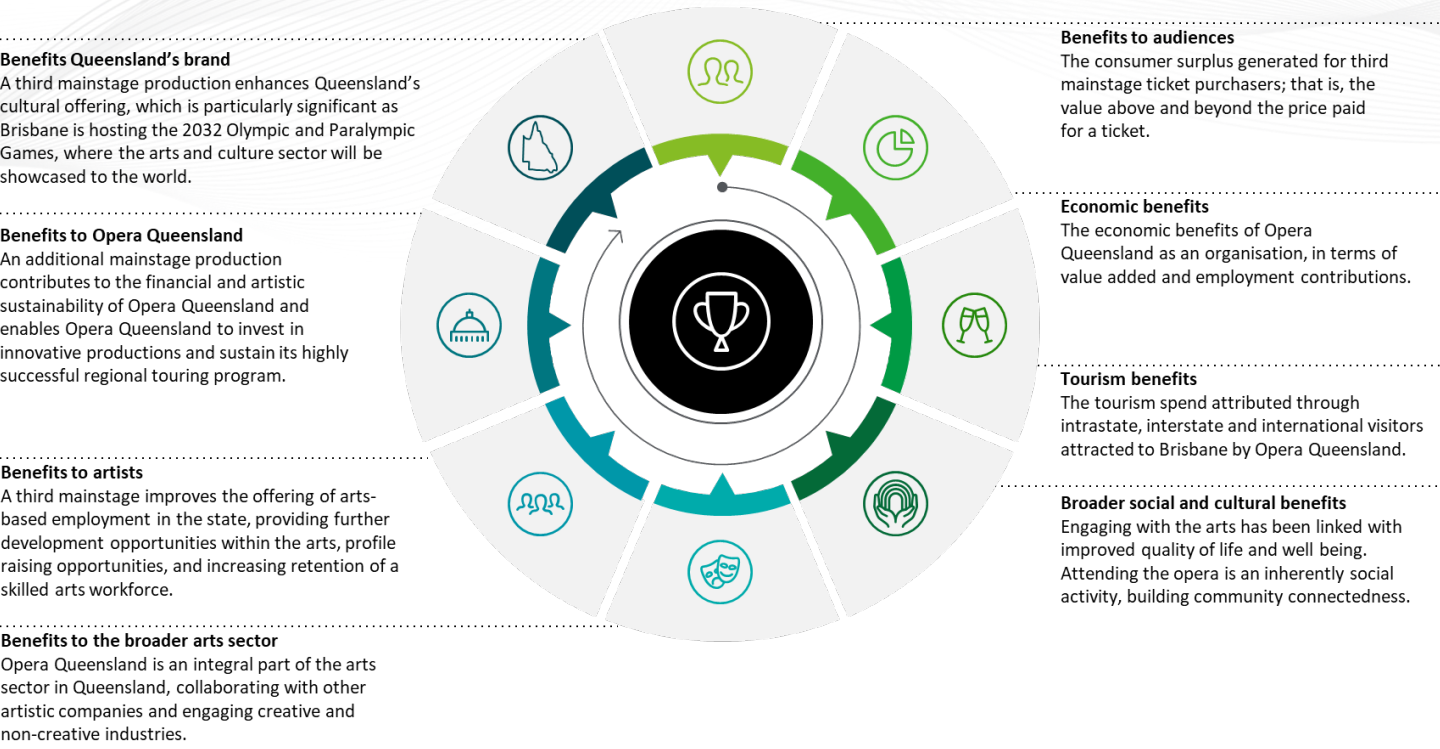 Benefits Queensland's brand
A third mainstage production enhances Queensland's
cultural offering, which is particularly significant as
Brisbane is hosting the 2032 Olympic and Paralympic
Games, where the arts and culture sector will be
showcased to the world.
Benefits to Opera Queensland
An additional mainstage production
contributes to the financial and artistic
sustainability of Opera Queensland and
enables Opera Queensland to invest in
innovative productions and sustain its highly
successful regional touring program.
Benefits to artists
A third mainstage improves the offering of arts-
based employment in the state, providing further
development opportunities within the arts, profile
raising opportunities, and increasing retention of a
skilled arts workforce.
Benefits to the broader arts sector
Opera Queensland is an integral part of the arts
sector in Queensland, collaborating with other
artistic companies and engaging creative and
non-creative industries.
Benefits to audiences
The consumer surplus generated for third
mainstage ticket purchasers; that is, the
value above and beyond the price paid
for a ticket.
Economic benefits
The economic benefits of Opera
Queensland as an organisation, in terms of
value added and employment contributions.
Tourism benefits
The tourism spend attributed through
intrastate, interstate and international visitors
attracted to Brisbane by Opera Queensland.
Broader social and cultural benefits
Engaging with the arts has been linked with
improved quality of life and well being.
Attending the opera is an inherently social
activity, building community connectedness.